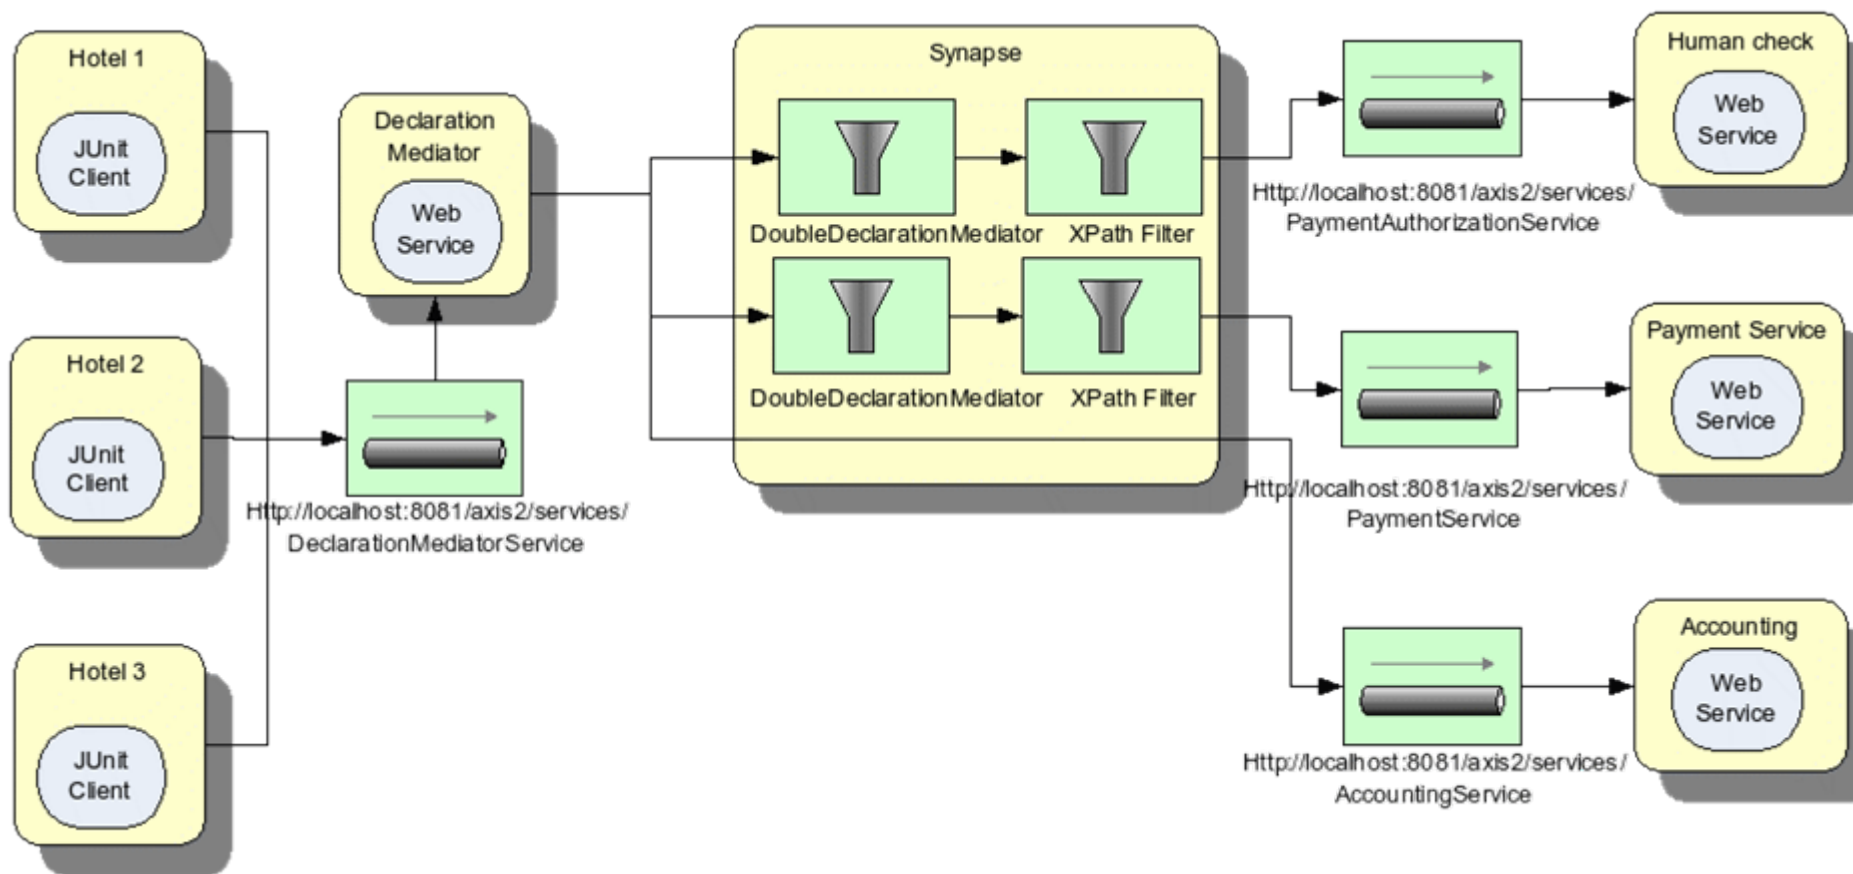 Hotel 1
JUnit
Client
Hotel 2
JUnit
Client
Hotel 3
JUnit
Client
Declaration
Mediator
Web
Service
Http://localhost:8081/axis2/services/
DeclarationMediatorService
Synapse
DoubleDeclarationMediator
XPath Filter
DoubleDeclarationMediator
XPath Filter
Http://localhost:8081/axis2/services/
PaymentAuthorizationService
Human check
Web
Service
Http://localhost:8081/axis2/services/
PaymentService
Payment Service
Web
Service
Http://localhost:8081/axis2/services/
AccountingService
Accounting
Web
Service